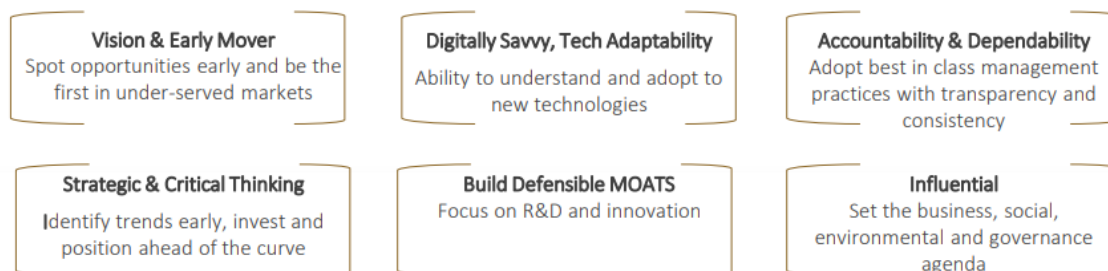 Vision & Early Mover
Spot opportunities early and be the
first in under-served markets
Digitally Savvy, Tech Adaptability
Ability to understand and adopt to
new technologies
Accountability & Dependability
Adopt best in class management
practices with transparency and
consistency
Strategic & Critical Thinking
Identify trends early, invest and
position ahead of the curve
Build Defensible MOATS
Focus on R&D and innovation
Influential
Set the business, social,
environmental and governance
agenda